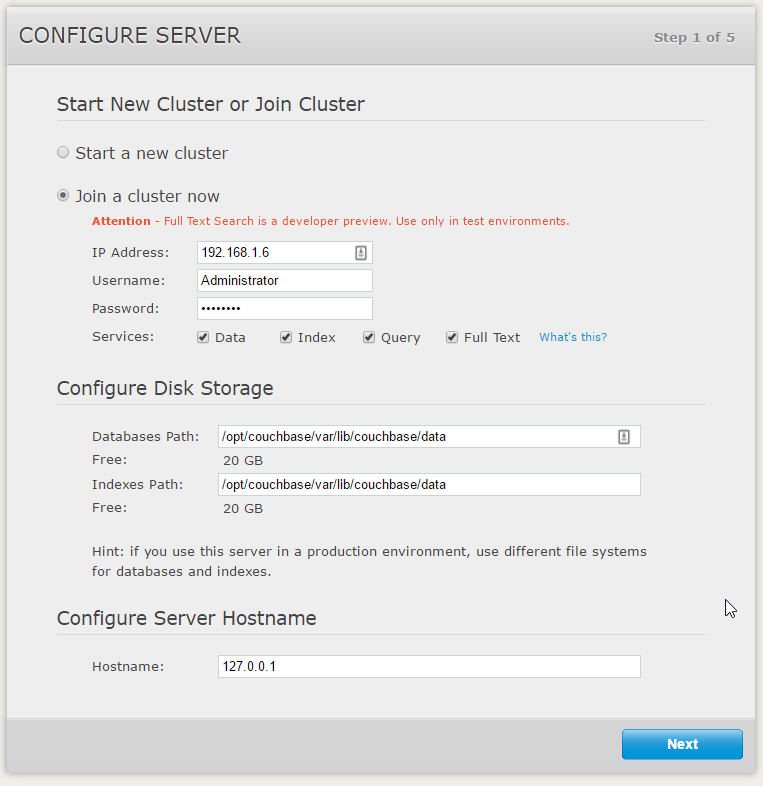 CONFIGURE SERVER
Step 1 of 5
Start New Cluster or Join Cluster
Start a new cluster
Join a cluster now
Attention - Full Text Search is a developer preview. Use only in test environments.
IP Address: 192.168.1.6
Username: Administrator
Password: ••••••••
Services: Data Index Query Full Text What's this?
Configure Disk Storage
Databases Path: /opt/couchbase/var/lib/couchbase/data
Free: 20 GB
Indexes Path: /opt/couchbase/var/lib/couchbase/data
Free: 20 GB
Hint: if you use this server in a production environment, use different file systems
for databases and indexes.
Configure Server Hostname
Hostname: 127.0.0.1
Next